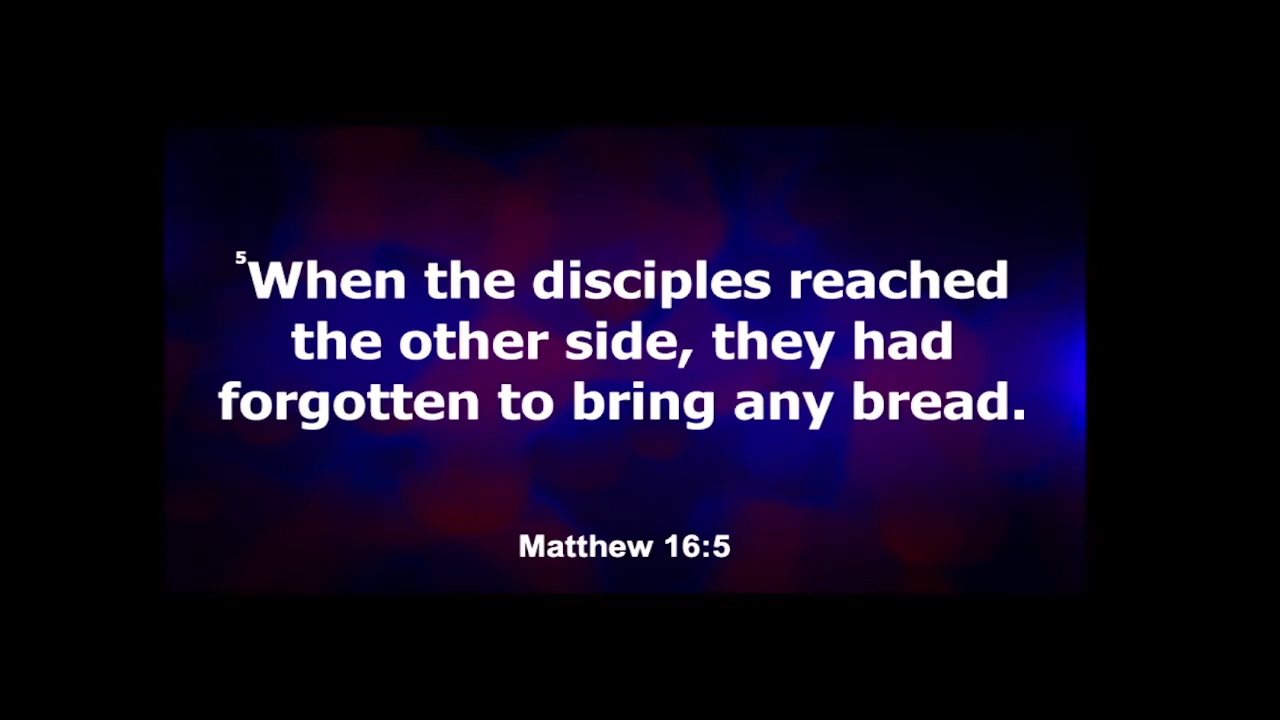 ⁵When the disciples reached
the other side, they had
forgotten to bring any bread.
Matthew 16:5